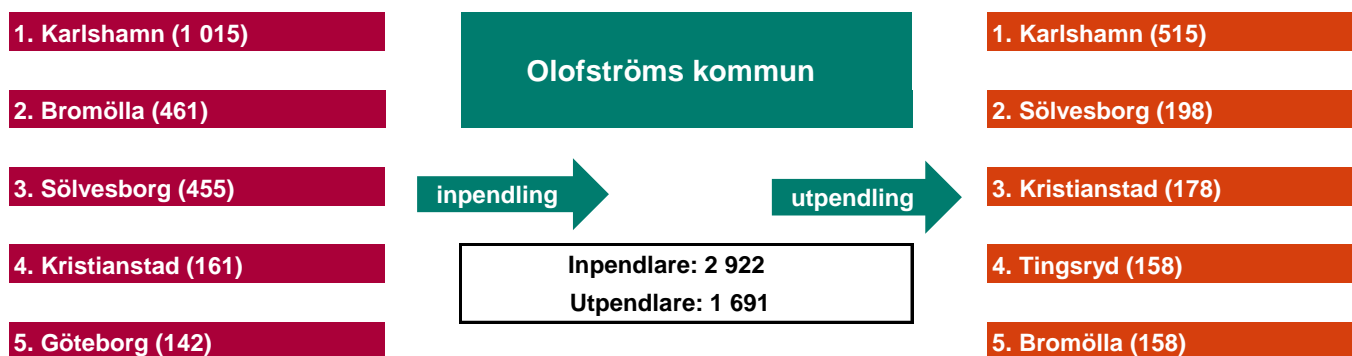 1. Karlshamn (1 015)
2. Bromölla (461)
3. Sölvesborg (455)
4. Kristianstad (161)
5. Göteborg (142)
Olofströms kommun
inpendling
utpendling
Inpendlare: 2 922
Utpendlare: 1 691
1. Karlshamn (515)
2. Sölvesborg (198)
3. Kristianstad (178)
4. Tingsryd (158)
5. Bromölla (158)